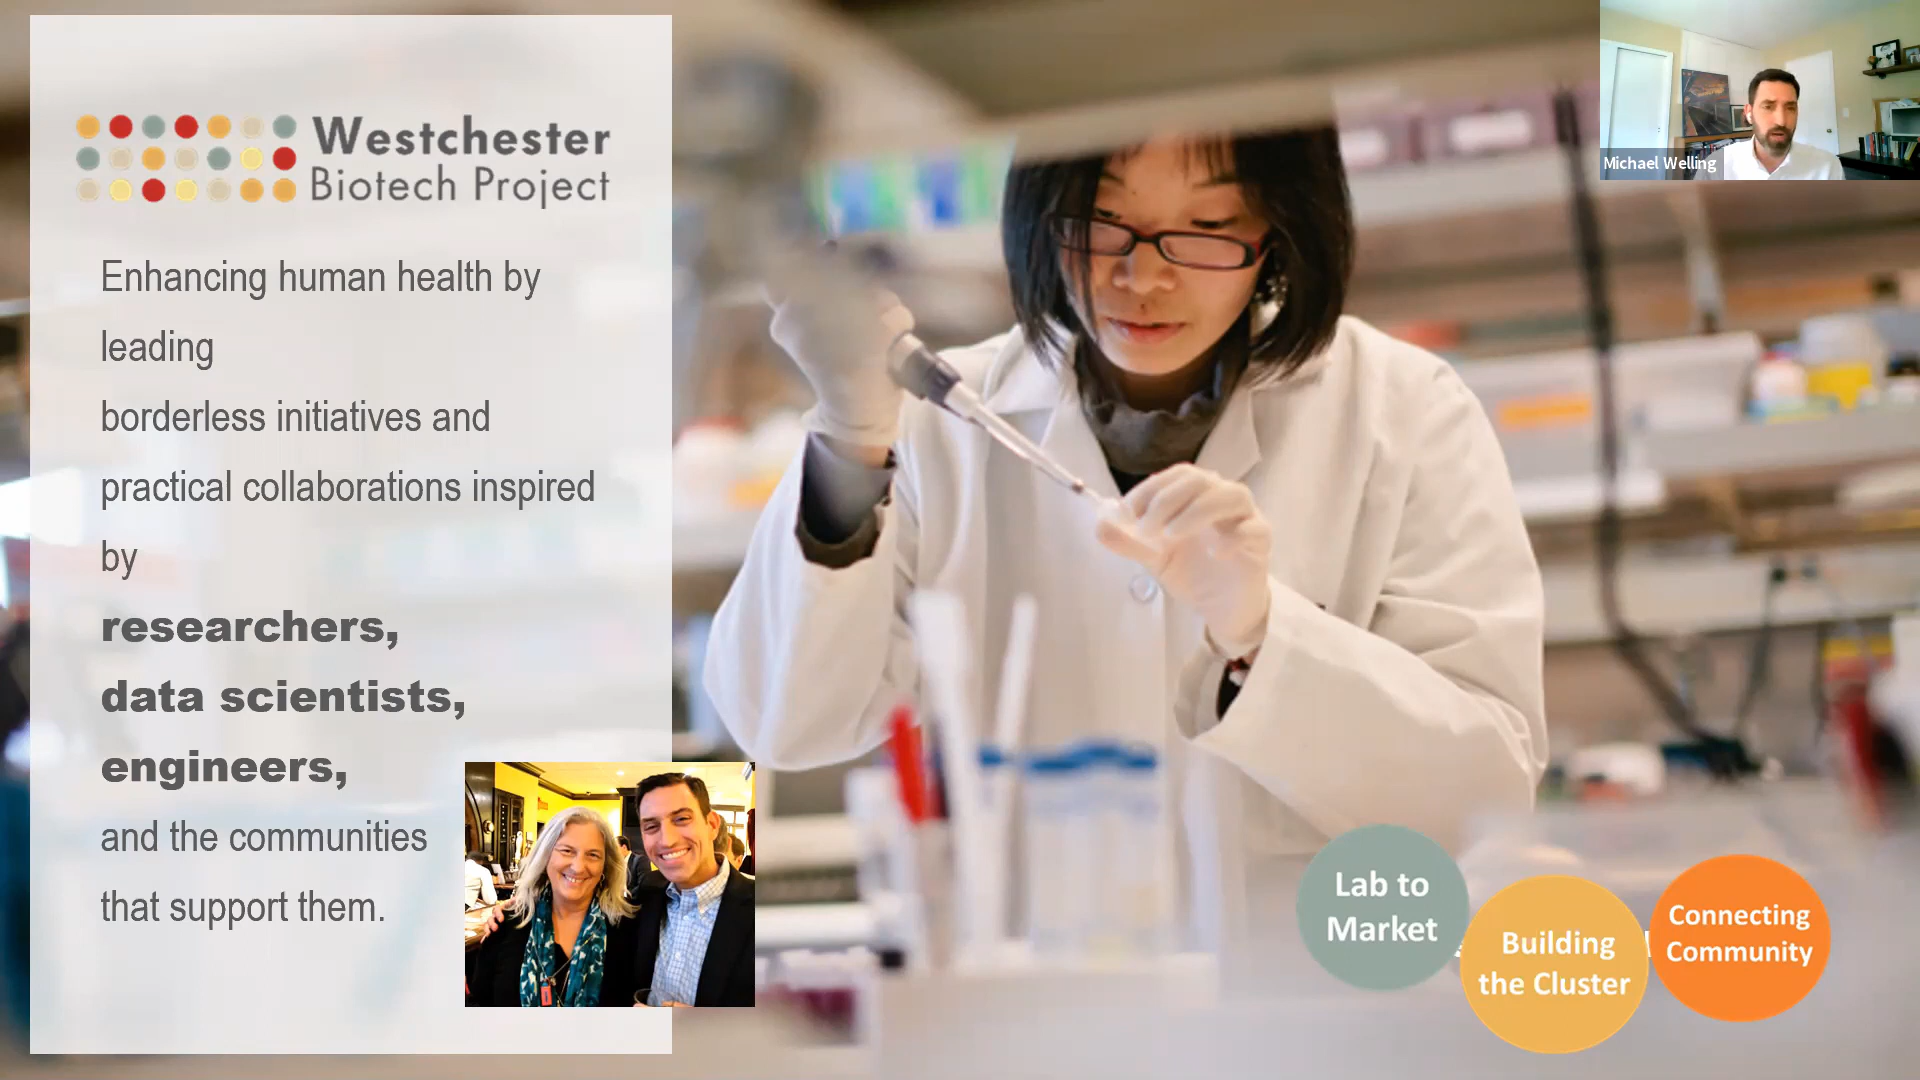 Westchester
Biotech Project
Enhancing human health by
leading
borderless initiatives and
practical collaborations inspired
by
researchers,
data scientists,
engineers,
and the communities
that support them.
Michael Welling
Lab to
Market
Building
the Cluster
Connecting
Community